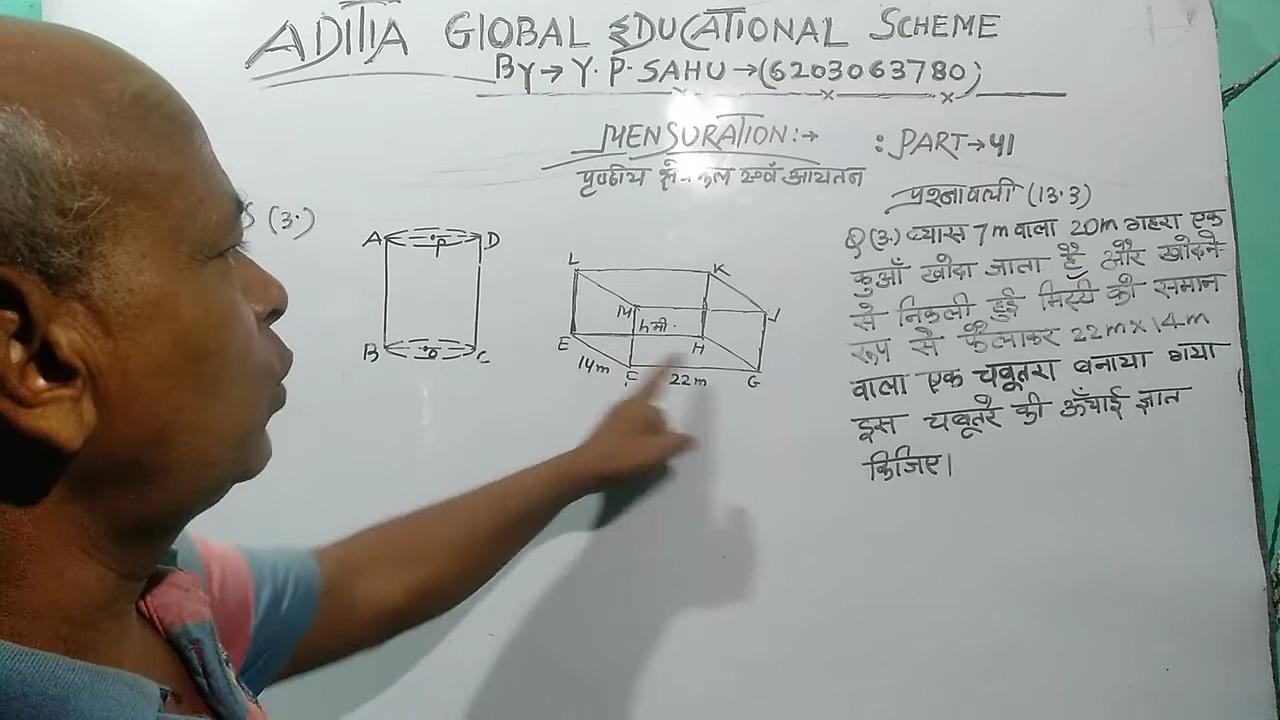 ADITIA GLOBAL EDUCATIONAL SCHEME
BY → Y. P. SAHU → (6203063780)
MENSURATION :→
: PART → 41
पृष्ठीय क्षेत्रफल एवं आयतन
प्रश्नावली (13.3)
S (3.)
Q (3.) व्यास 7m वाला 20m गहरा एक
कुआँ खोदा जाता है और खोदने
से निकली हुई मिट्टी को समान
रूप से फैलाकर 22m x 14m
वाला एक चबूतरा बनाया गया
इस चबूतरे की ऊँचाई ज्ञात
किजिए।
A P D
B O C
L K
M J
h मी.
E H
14m F 22m G